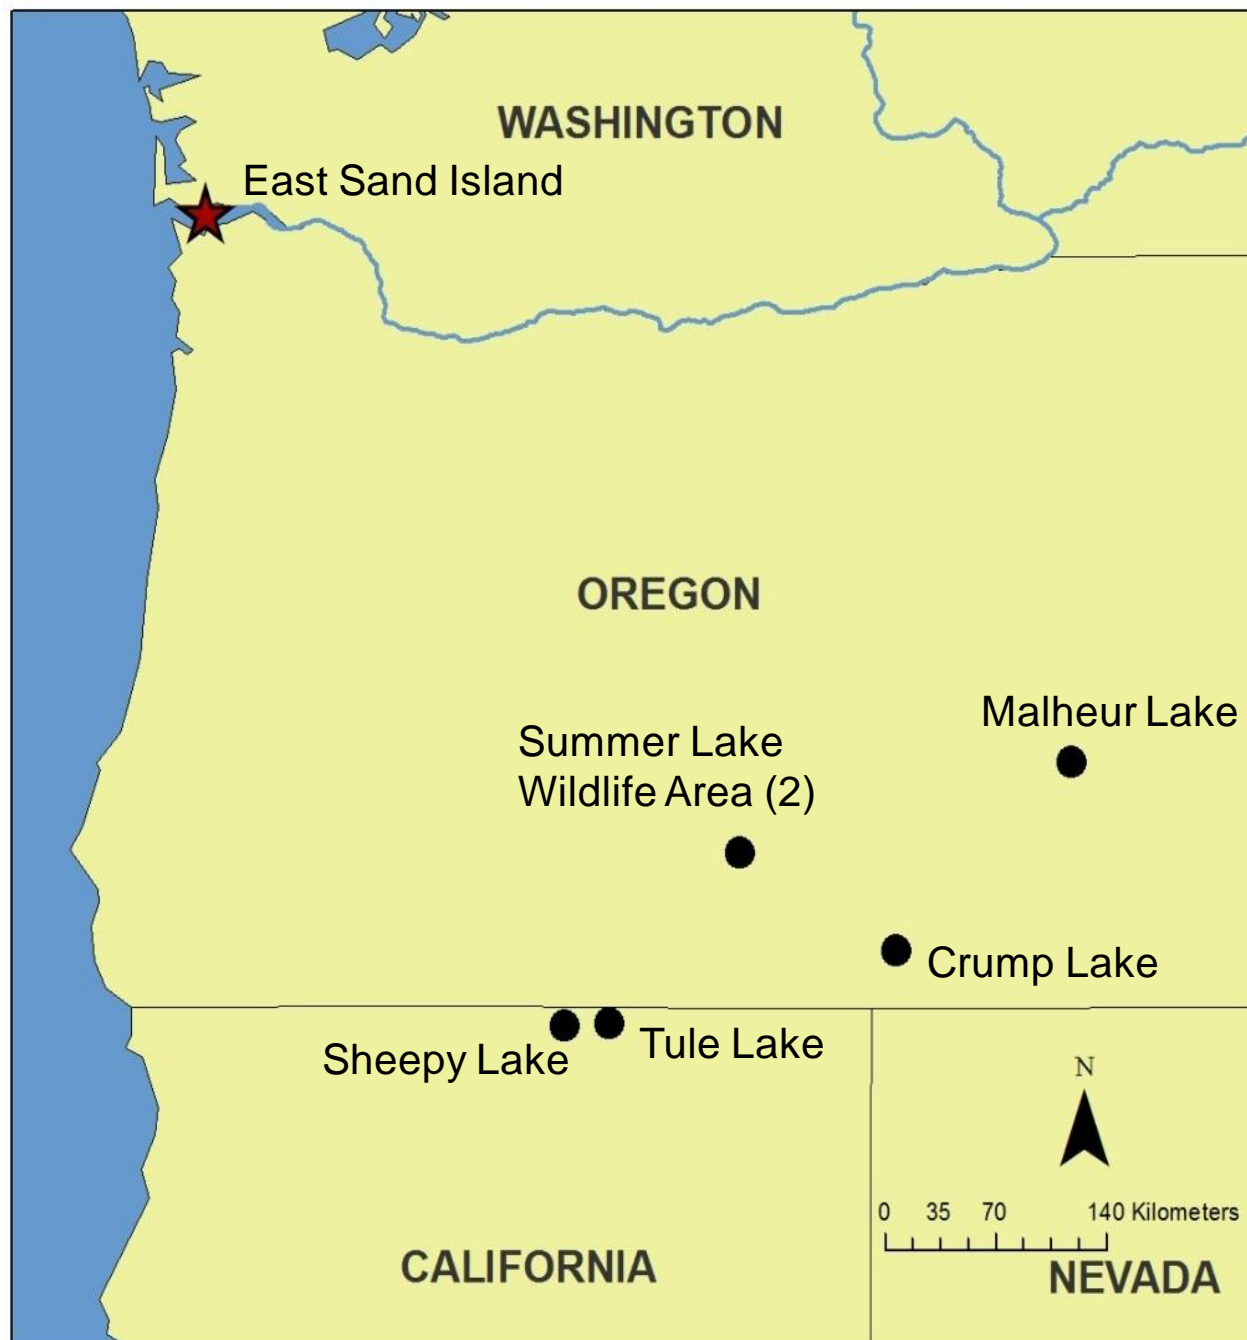 WASHINGTON
East Sand Island
OREGON
Malheur Lake
Summer Lake
Wildlife Area (2)
Crump Lake
Sheepy Lake
Tule Lake
N
0 35 70 140 Kilometers
CALIFORNIA
NEVADA